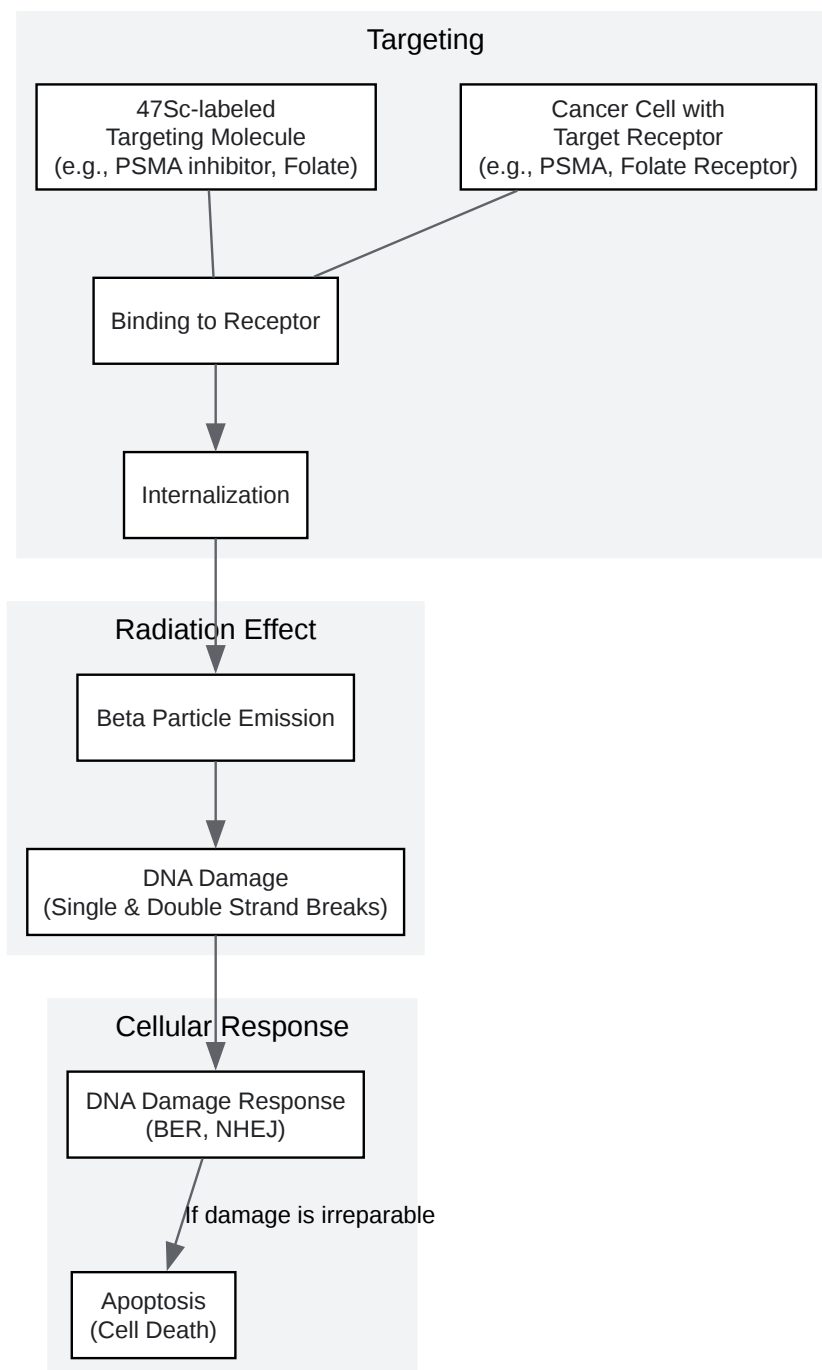 Targeting
47Sc-labeled
Targeting Molecule
(e.g., PSMA inhibitor, Folate)
Cancer Cell with
Target Receptor
(e.g., PSMA, Folate Receptor)
Binding to Receptor
Internalization
Radiation Effect
Beta Particle Emission
DNA Damage
(Single & Double Strand Breaks)
Cellular Response
DNA Damage Response
(BER, NHEJ)
If damage is irreparable
Apoptosis
(Cell Death)